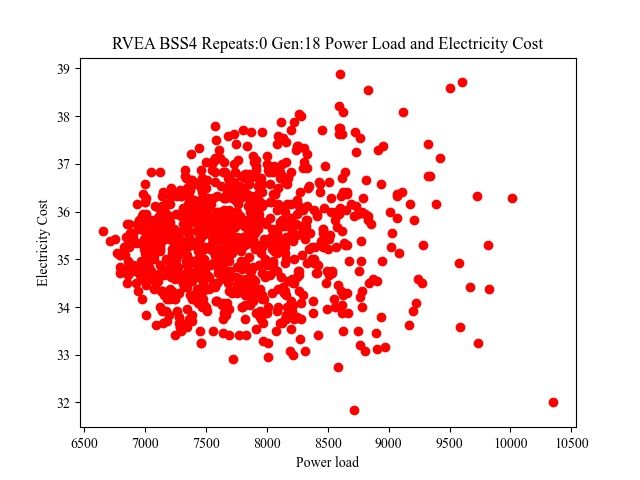 RVEA BSS4 Repeats:0 Gen:18 Power Load and Electricity Cost
39
38
37
36
35
34
33
32
Electricity Cost
6500 7000 7500 8000 8500 9000 9500 10000 10500
Power load